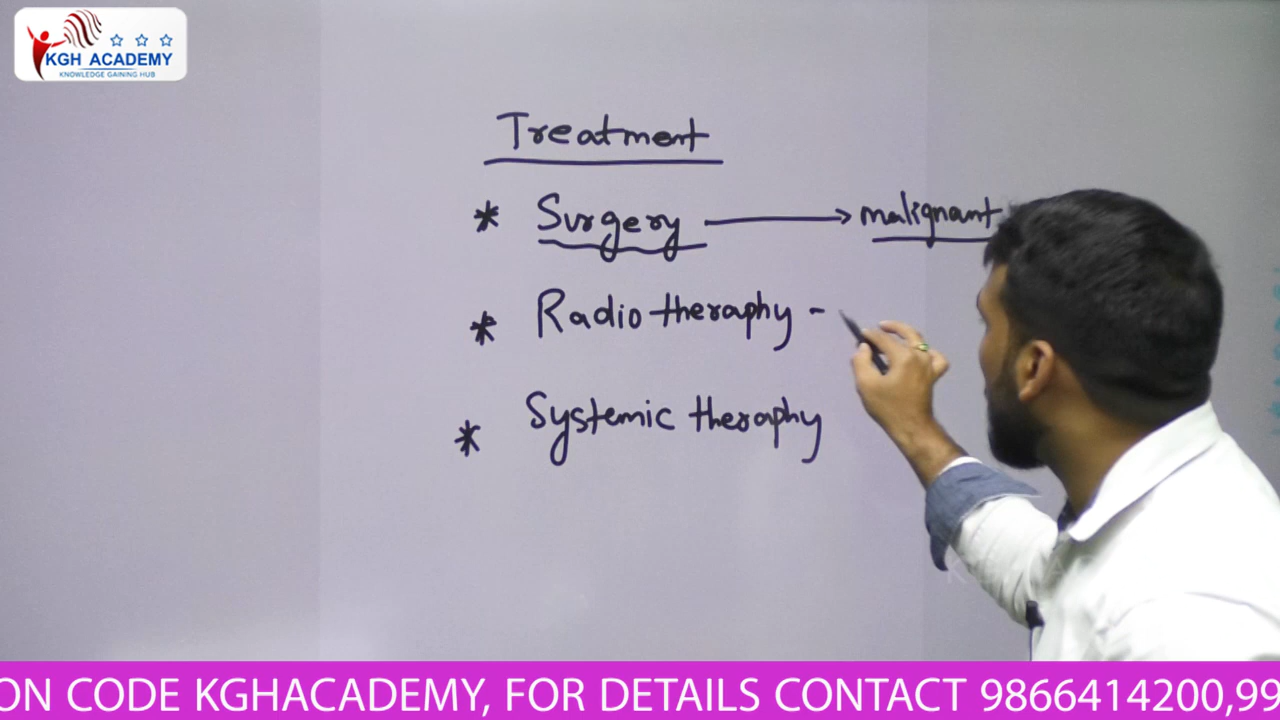 KGH ACADEMY
KNOWLEDGE GAINING HUB
Treatment
* Surgery → malignant
* Radio theraphy -
* Systemic theraphy
ON CODE KGHACADEMY, FOR DETAILS CONTACT 9866414200,99